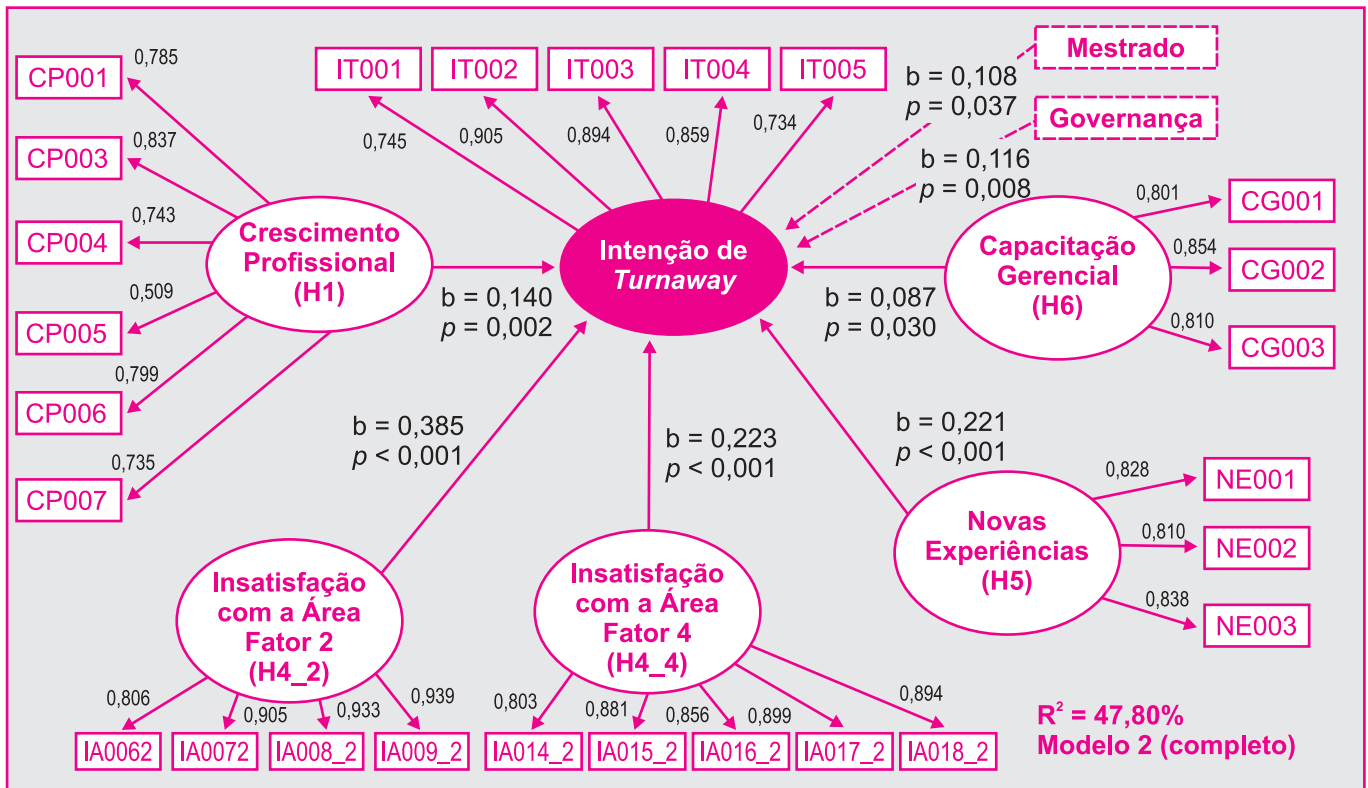 CP001
0,785
CP003
0,837
CP004
0,743
CP005
0,509
CP006
0,799
CP007
0,735
Crescimento
Profissional
(H1)
b = 0,140
p = 0,002
IT001
IT002
IT003
IT004
IT005
0,745
0,905
0,894
0,859
0,734
Intenção de
Turnaway
Mestrado
b = 0,108
p = 0,037
Governança
b = 0,116
p = 0,008
Capacitação
Gerencial
(H6)
b = 0,087
p = 0,030
0,801
CG001
0,854
CG002
0,810
CG003
b = 0,385
p < 0,001
b = 0,223
p < 0,001
b = 0,221
p < 0,001
Novas
Experiências
(H5)
0,828
NE001
0,810
NE002
0,838
NE003
Insatisfação
com a Área
Fator 2
(H4_2)
0,806
0,905
0,933
0,939
IA0062
IA0072
IA008_2
IA009_2
Insatisfação
com a Área
Fator 4
(H4_4)
0,803
0,881
0,856
0,899
0,894
IA014_2
IA015_2
IA016_2
IA017_2
IA018_2
R² = 47,80%
Modelo 2 (completo)